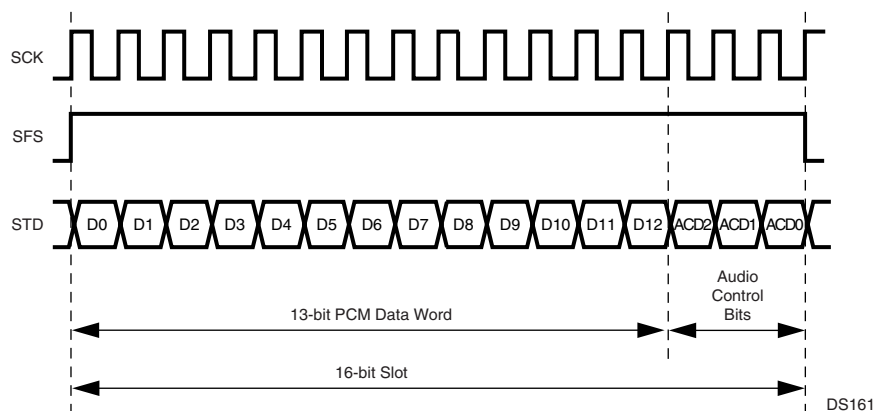 SCK
SFS
STD D0 D1 D2 D3 D4 D5 D6 D7 D8 D9 D10 D11 D12 ACD2 ACD1 ACD0
Audio
Control
Bits
13-bit PCM Data Word
16-bit Slot
DS161